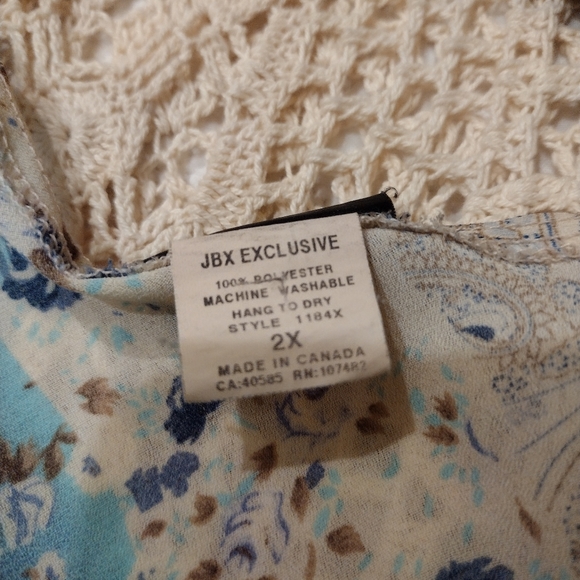 JBX EXCLUSIVE
100% POLYESTER
MACHINE WASHABLE
HANG TO DRY
STYLE 1184X
2X
MADE IN CANADA
CA:40585 RN:107482